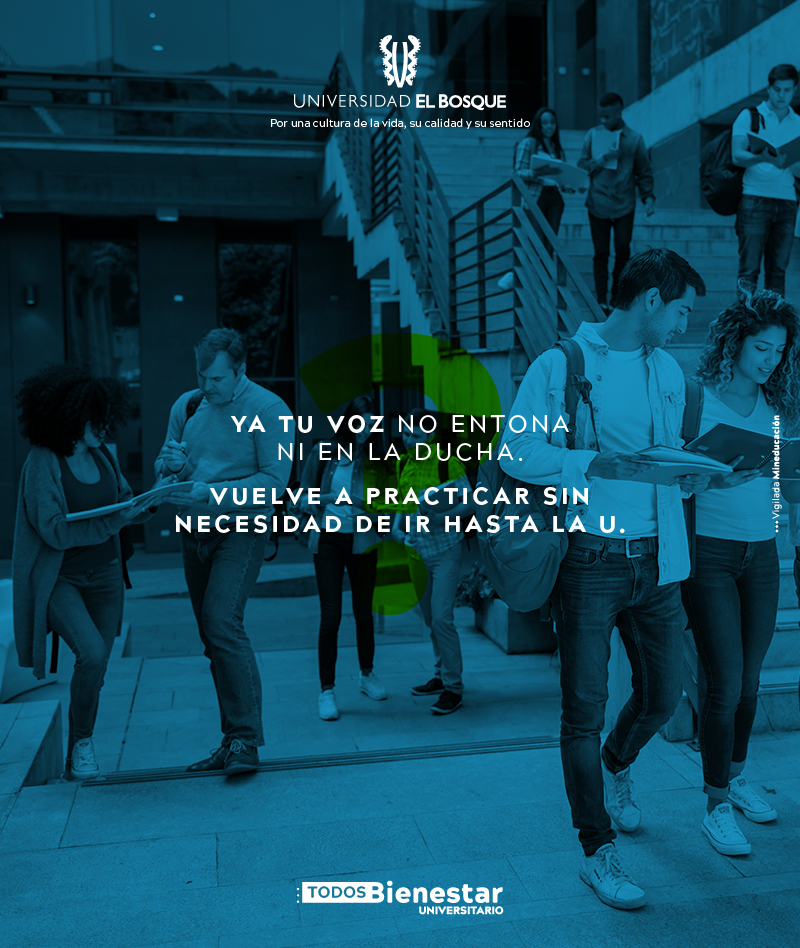 UNIVERSIDAD EL BOSQUE
Por una cultura de la vida, su calidad y su sentido
YA TU VOZ NO ENTONA
NI EN LA DUCHA.
VUELVE A PRACTICAR SIN
NECESIDAD DE IR HASTA LA U.
Vigilada Mineducación
TODOS Bienestar
UNIVERSITARIO